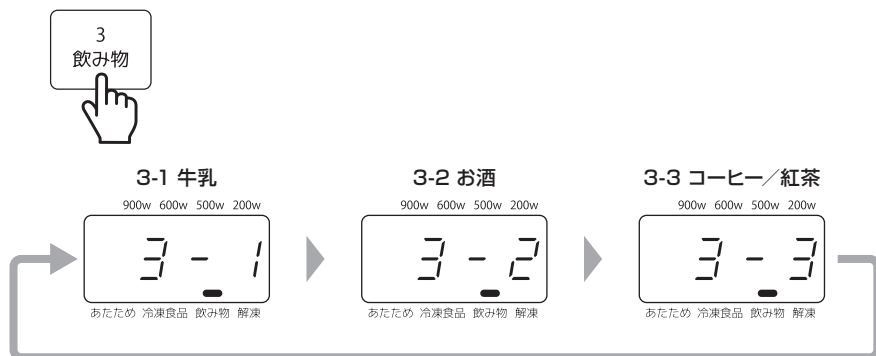 3
飲み物
3-1 牛乳
900w 600w 500w 200w
3 - 1
あたため 冷凍食品 飲み物 解凍
3-2 お酒
900w 600w 500w 200w
3 - 2
あたため 冷凍食品 飲み物 解凍
3-3 コーヒー／紅茶
900w 600w 500w 200w
3 - 3
あたため 冷凍食品 飲み物 解凍